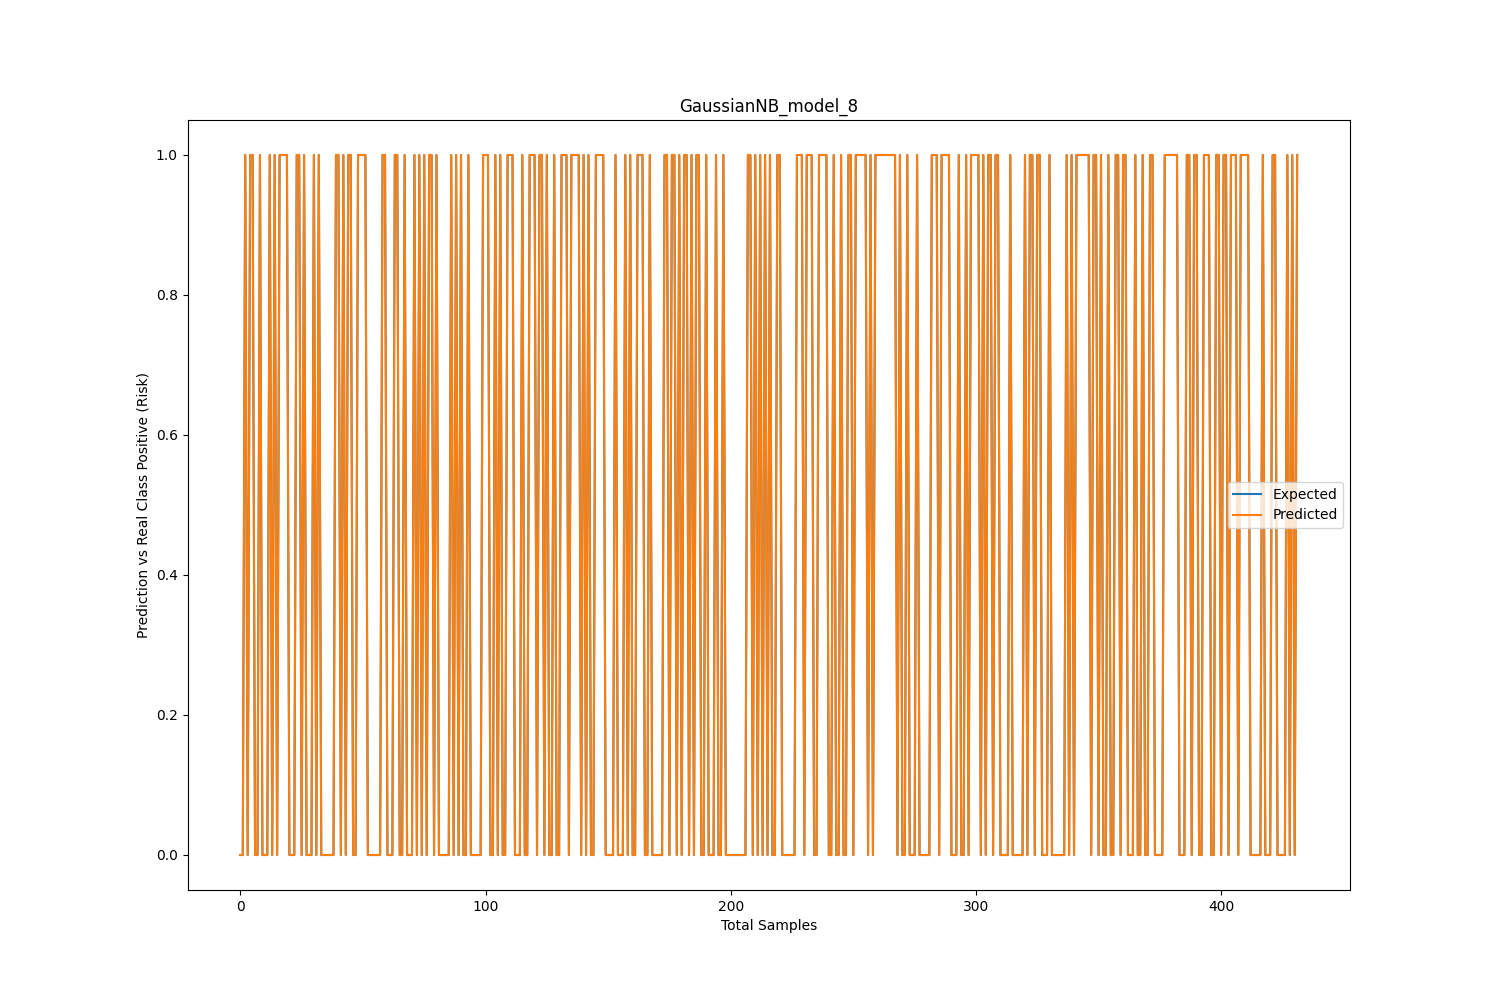 GaussianNB_model_8
Prediction vs Real Class Positive (Risk)
1.0
0.8
0.6
0.4
0.2
0.0
Expected
Predicted
0 100 200 300 400
Total Samples